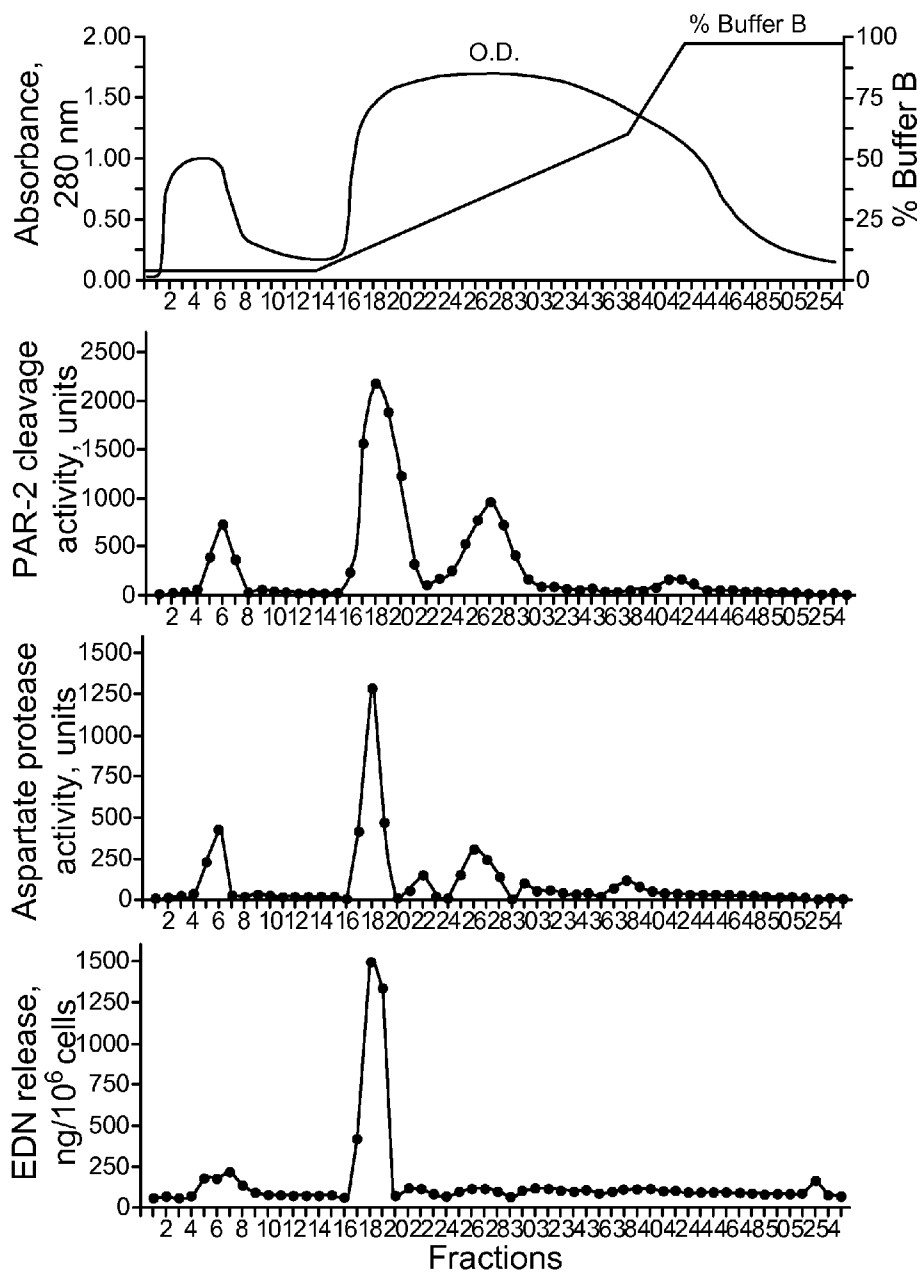 % Buffer B
O.D.
Absorbance,
280 nm
2.00
1.50
1.00
0.50
0.00
100
75
50
25
0
% Buffer B
2 4 6 8 10 12 14 16 18 20 22 24 26 28 30 32 34 36 38 40 42 44 46 48 50 52 54
PAR-2 cleavage
activity, units
2500
2000
1500
1000
500
0
2 4 6 8 10 12 14 16 18 20 22 24 26 28 30 32 34 36 38 40 42 44 46 48 50 52 54
Aspartate protease
activity, units
1500
1250
1000
750
500
250
0
2 4 6 8 10 12 14 16 18 20 22 24 26 28 30 32 34 36 38 40 42 44 46 48 50 52 54
EDN release,
ng/10⁶ cells
1500
1250
1000
750
500
250
0
2 4 6 8 10 12 14 16 18 20 22 24 26 28 30 32 34 36 38 40 42 44 46 48 50 52 54
Fractions